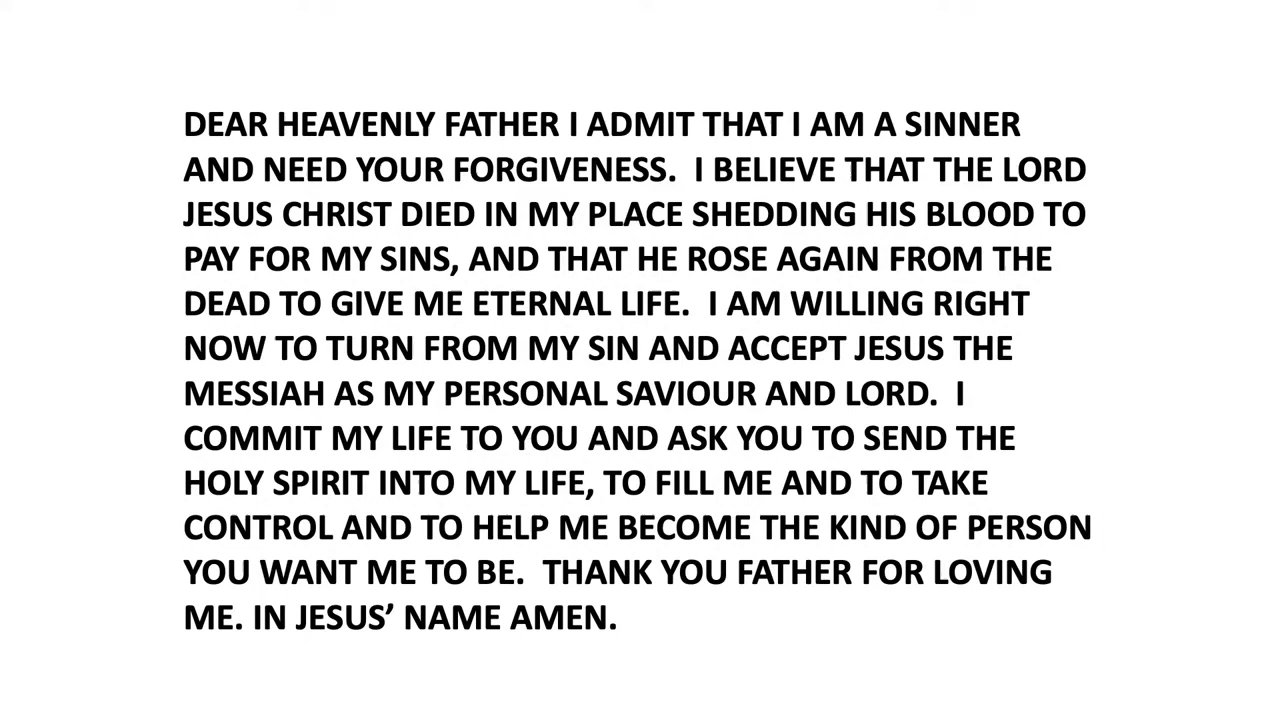 DEAR HEAVENLY FATHER I ADMIT THAT I AM A SINNER
AND NEED YOUR FORGIVENESS.  I BELIEVE THAT THE LORD
JESUS CHRIST DIED IN MY PLACE SHEDDING HIS BLOOD TO
PAY FOR MY SINS, AND THAT HE ROSE AGAIN FROM THE
DEAD TO GIVE ME ETERNAL LIFE.  I AM WILLING RIGHT
NOW TO TURN FROM MY SIN AND ACCEPT JESUS THE
MESSIAH AS MY PERSONAL SAVIOUR AND LORD.  I
COMMIT MY LIFE TO YOU AND ASK YOU TO SEND THE
HOLY SPIRIT INTO MY LIFE, TO FILL ME AND TO TAKE
CONTROL AND TO HELP ME BECOME THE KIND OF PERSON
YOU WANT ME TO BE.  THANK YOU FATHER FOR LOVING
ME. IN JESUS’ NAME AMEN.